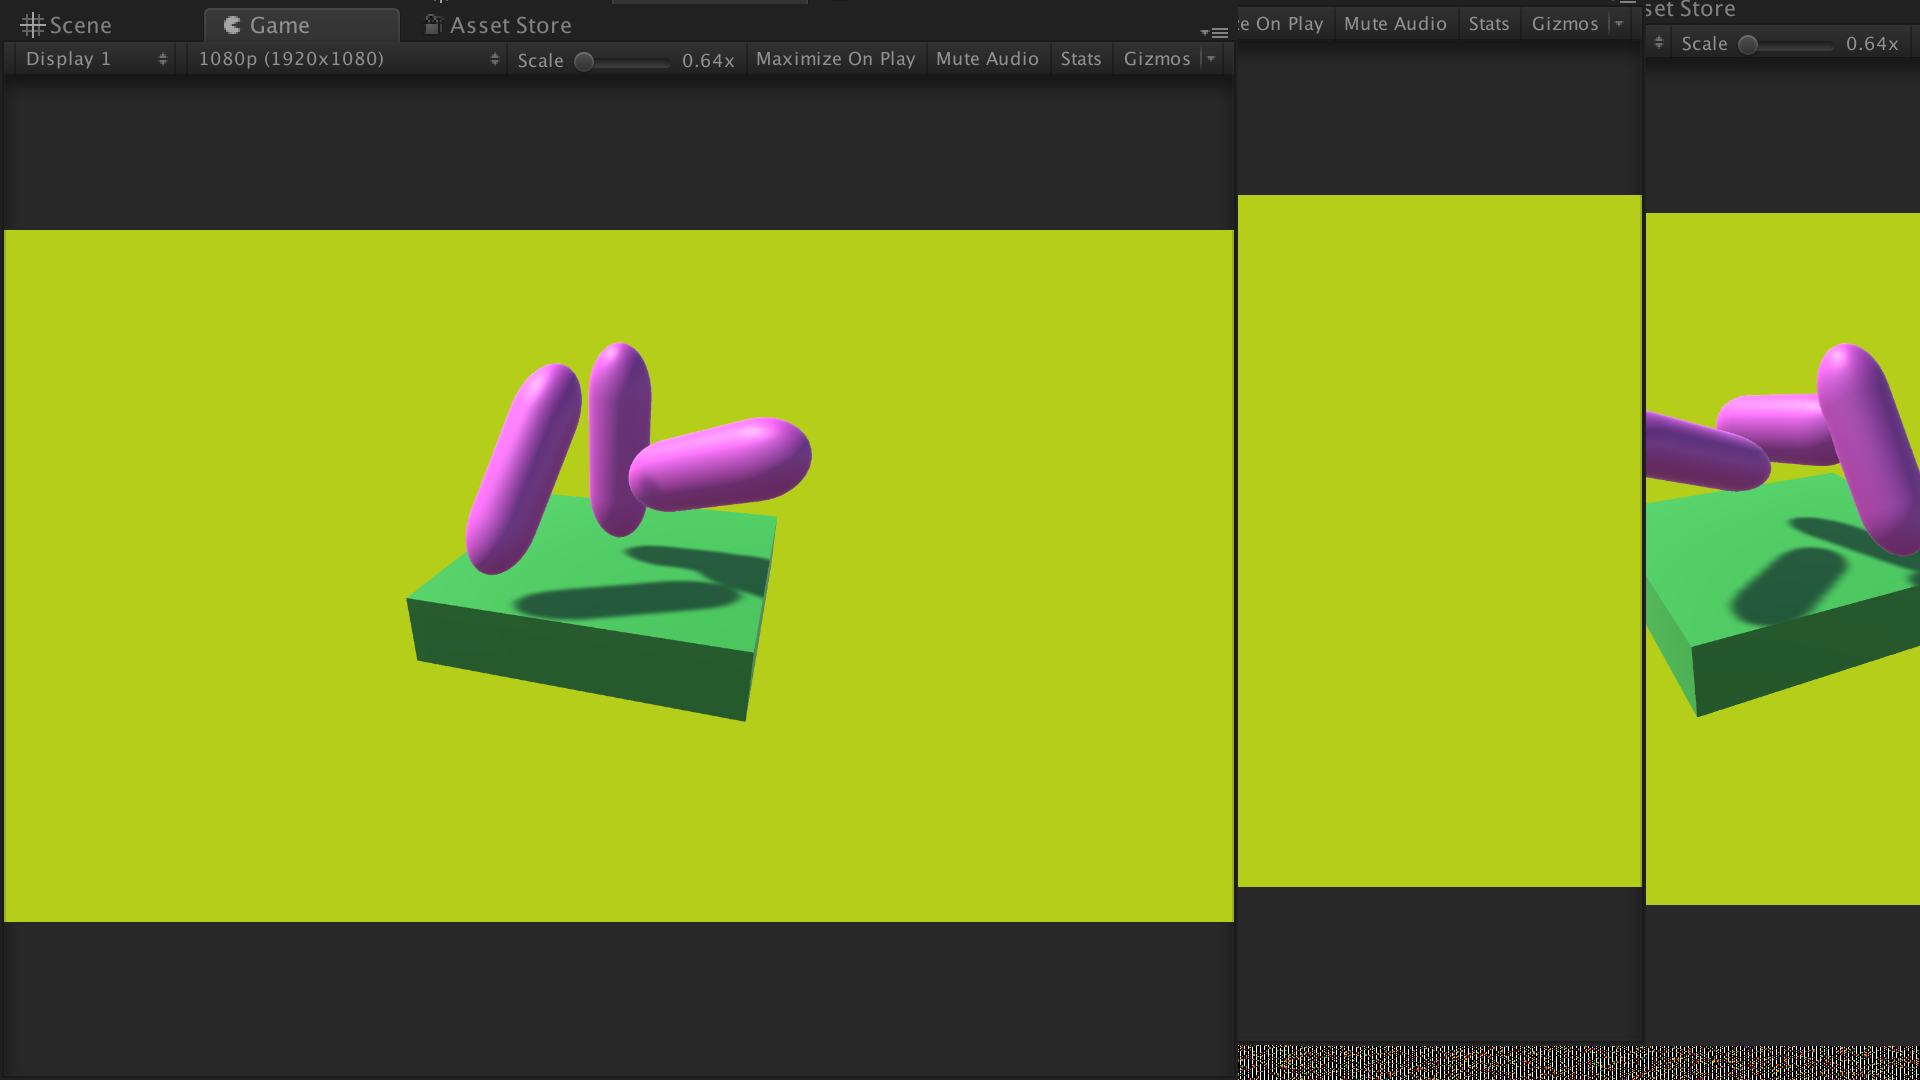 Scene Game Asset Store
Display 1 1080p (1920x1080) Scale 0.64x Maximize On Play Mute Audio Stats Gizmos
On Play Mute Audio Stats Gizmos
Store
Scale 0.64x